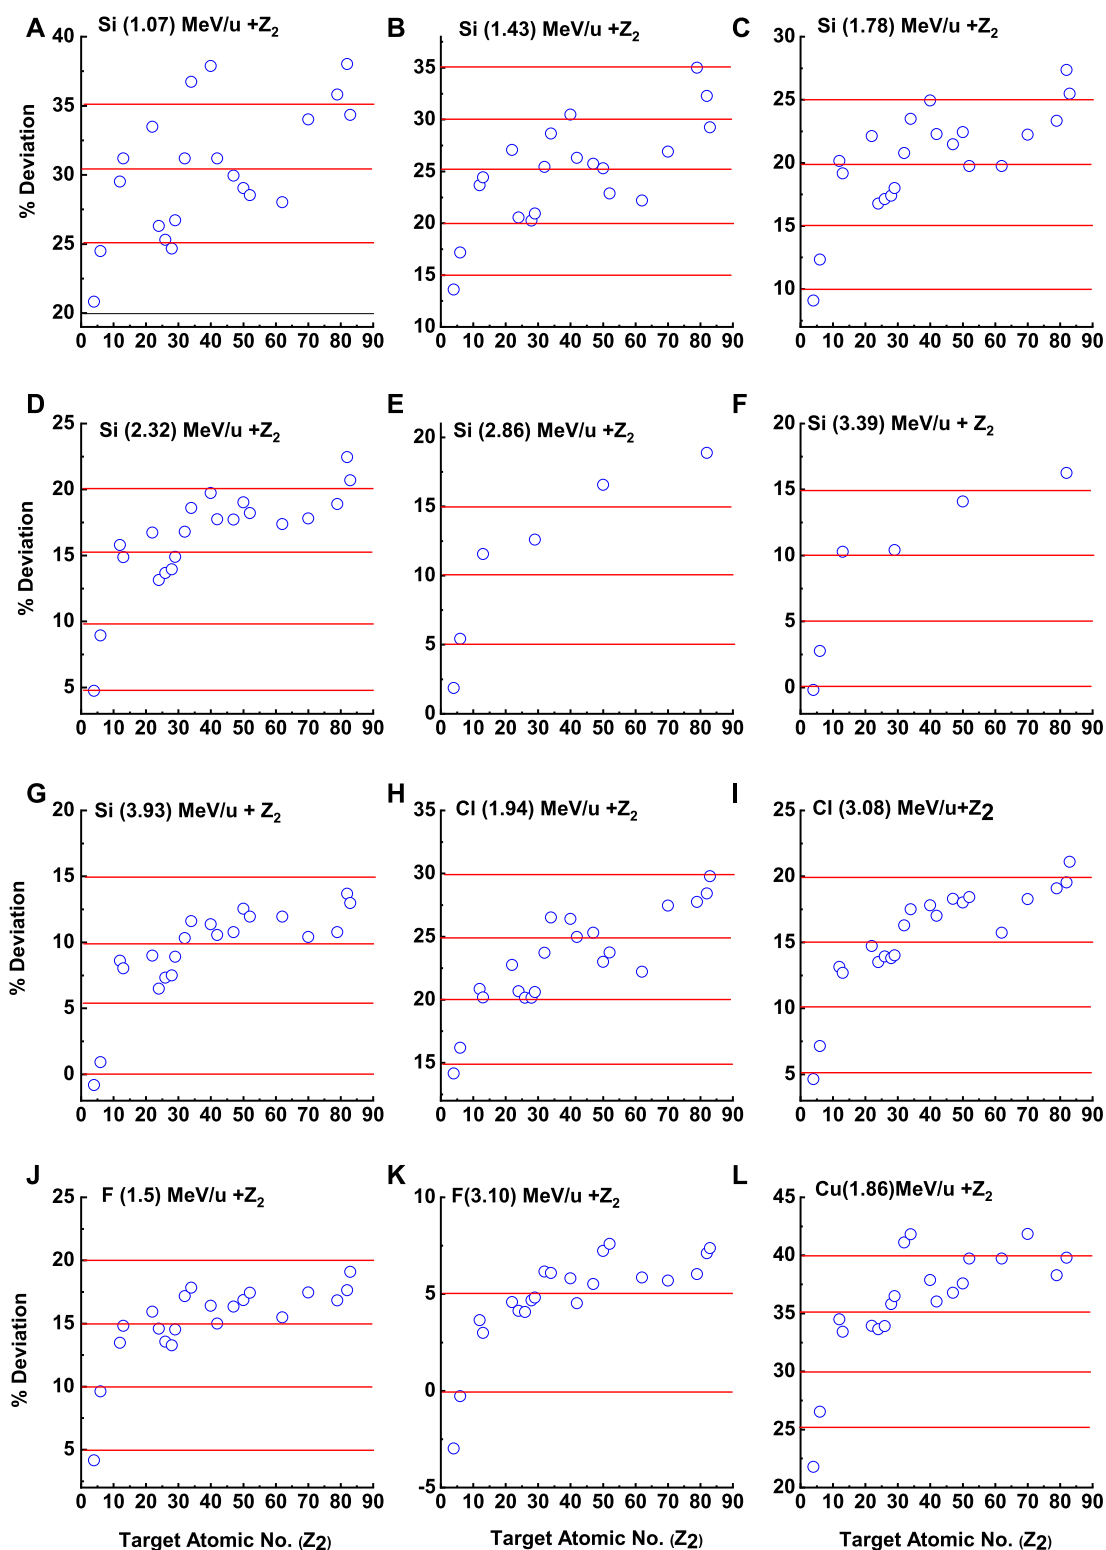 A Si (1.07) MeV/u +Z₂
B Si (1.43) MeV/u +Z₂
C Si (1.78) MeV/u +Z₂
% Deviation
40
35
30
25
20
0 10 20 30 40 50 60 70 80 90
35
30
25
20
15
10
0 10 20 30 40 50 60 70 80 90
30
25
20
15
10
0 10 20 30 40 50 60 70 80 90
D Si (2.32) MeV/u +Z₂
E Si (2.86) MeV/u +Z₂
F Si (3.39) MeV/u + Z₂
% Deviation
25
20
15
10
5
0 10 20 30 40 50 60 70 80 90
20
15
10
5
0
0 10 20 30 40 50 60 70 80 90
20
15
10
5
0
0 10 20 30 40 50 60 70 80 90
G Si (3.93) MeV/u + Z₂
H Cl (1.94) MeV/u +Z₂
I Cl (3.08) MeV/u+Z2
% Deviation
20
15
10
5
0
0 10 20 30 40 50 60 70 80 90
35
30
25
20
15
0 10 20 30 40 50 60 70 80 90
25
20
15
10
5
0 10 20 30 40 50 60 70 80 90
J F (1.5) MeV/u +Z₂
K F(3.10) MeV/u +Z₂
L Cu(1.86)MeV/u +Z₂
% Deviation
25
20
15
10
5
0 10 20 30 40 50 60 70 80 90
10
5
0
-5
0 10 20 30 40 50 60 70 80 90
45
40
35
30
25
20
0 10 20 30 40 50 60 70 80 90
Target Atomic No. (Z2)
Target Atomic No. (Z2)
Target Atomic No. (Z2)